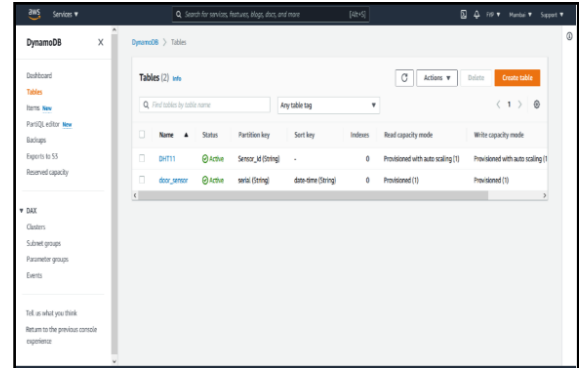 aws Services ▼ Search for services, features, blogs, docs, and more [Alt+S] FYP ▼ Mumbai ▼ Support ▼
DynamoDB X
Dashboard
Tables
Items New
PartiQL editor New
Backups
Exports to S3
Reserved capacity
▼ DAX
Clusters
Subnet groups
Parameter groups
Events
Tell us what you think
Return to the previous console
experience
DynamoDB > Tables
Tables (2) Info Actions ▼ Delete Create table
Find tables by table name Any table tag ▼ < 1 >
Name ▲ Status Partition key Sort key Indexes Read capacity mode Write capacity mode
DHT11 Active Sensor_Id (String) - 0 Provisioned with auto scaling (1) Provisioned with auto scaling (1
door_sensor Active serial (String) date-time (String) 0 Provisioned (1) Provisioned (1)